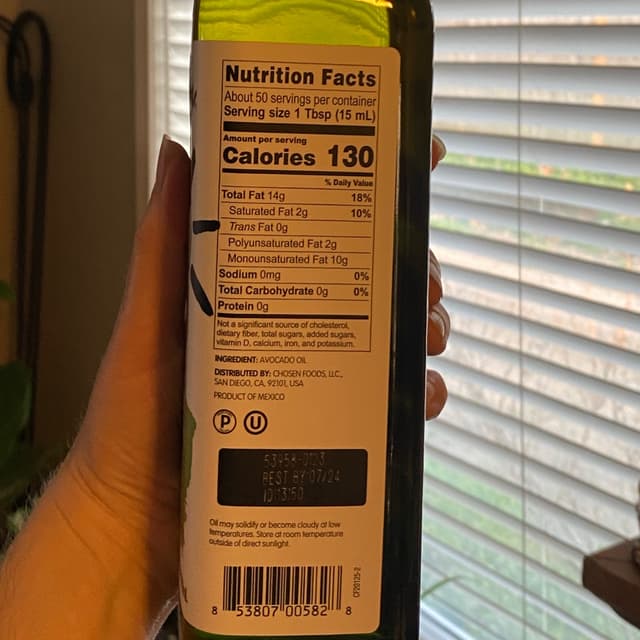 Nutrition Facts
About 50 servings per container
Serving size 1 Tbsp (15 mL)
Amount per serving
Calories 130
% Daily Value
Total Fat 14g 18%
Saturated Fat 2g 10%
Trans Fat 0g
Polyunsaturated Fat 2g
Monounsaturated Fat 10g
Sodium 0mg 0%
Total Carbohydrate 0g 0%
Protein 0g
Not a significant source of cholesterol,
dietary fiber, total sugars, added sugars,
vitamin D, calcium, iron, and potassium.
INGREDIENT: AVOCADO OIL
DISTRIBUTED BY: CHOSEN FOODS, LLC.,
SAN DIEGO, CA, 92101, USA
PRODUCT OF MEXICO
P U
BEST BY 07/24
Oil may solidify or become cloudy at low
temperatures. Store at room temperature
outside of direct sunlight.
CF20125-2
8 53807 00582 8